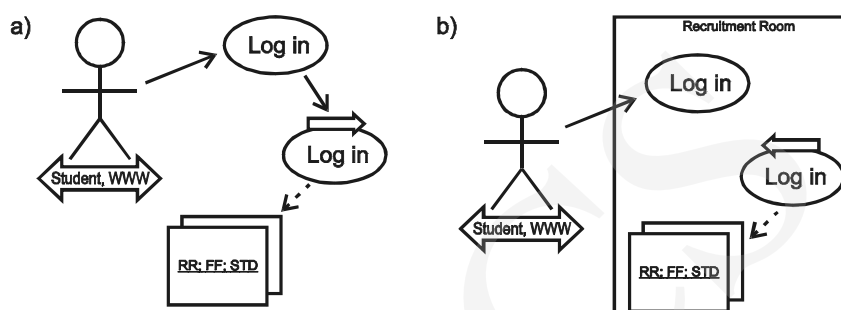 a)
Log in
Log in
Student, WWW
RR; FF; STD
b)
Recruitment Room
Log in
Log in
Student, WWW
RR; FF; STD